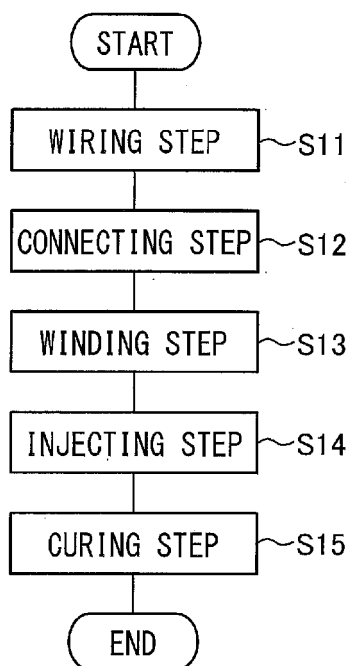 START
WIRING STEP ~S11
CONNECTING STEP ~S12
WINDING STEP ~S13
INJECTING STEP ~S14
CURING STEP ~S15
END